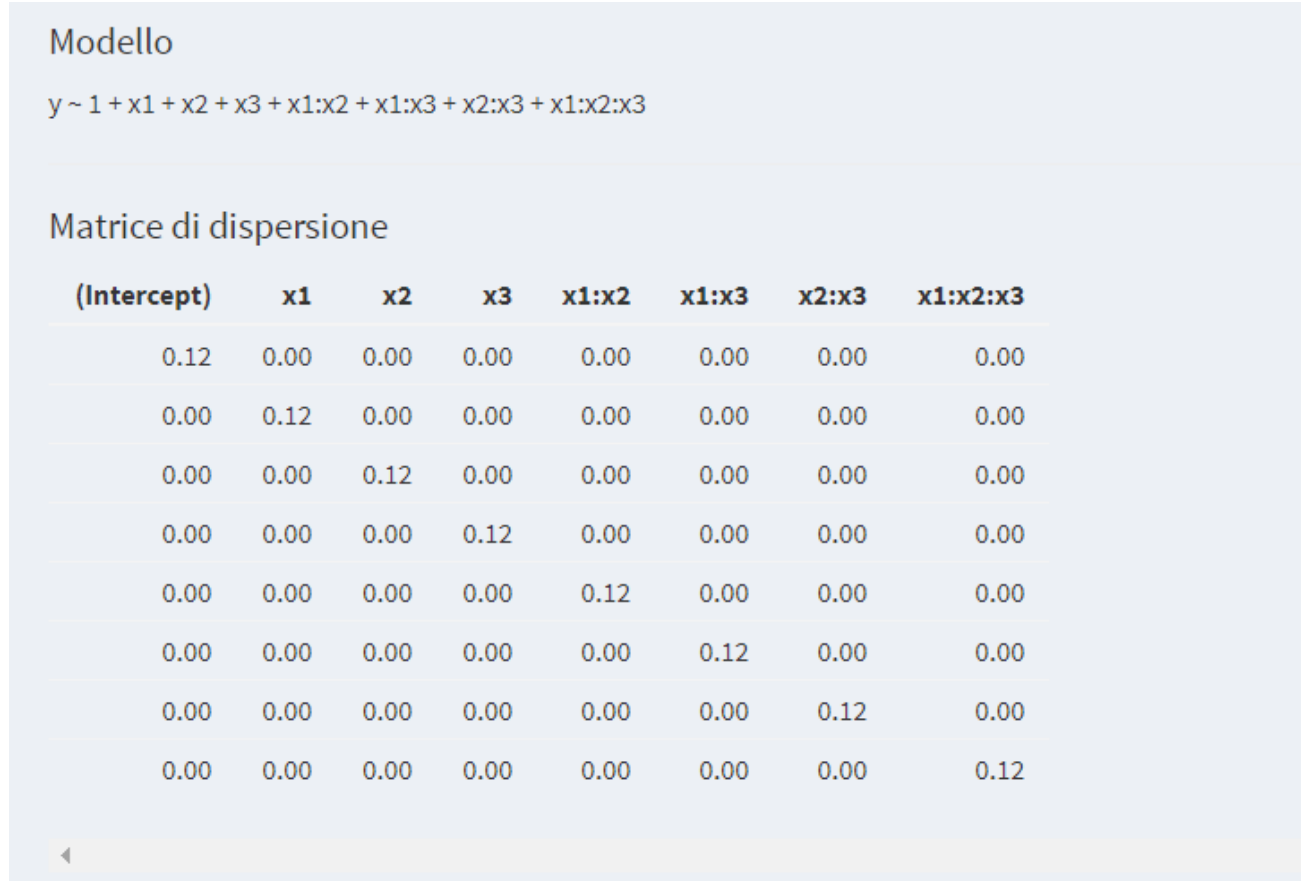 Modello
y ~ 1 + x1 + x2 + x3 + x1:x2 + x1:x3 + x2:x3 + x1:x2:x3
Matrice di dispersione
(Intercept) x1 x2 x3 x1:x2 x1:x3 x2:x3 x1:x2:x3
0.12 0.00 0.00 0.00 0.00 0.00 0.00 0.00
0.00 0.12 0.00 0.00 0.00 0.00 0.00 0.00
0.00 0.00 0.12 0.00 0.00 0.00 0.00 0.00
0.00 0.00 0.00 0.12 0.00 0.00 0.00 0.00
0.00 0.00 0.00 0.00 0.12 0.00 0.00 0.00
0.00 0.00 0.00 0.00 0.00 0.12 0.00 0.00
0.00 0.00 0.00 0.00 0.00 0.00 0.12 0.00
0.00 0.00 0.00 0.00 0.00 0.00 0.00 0.12